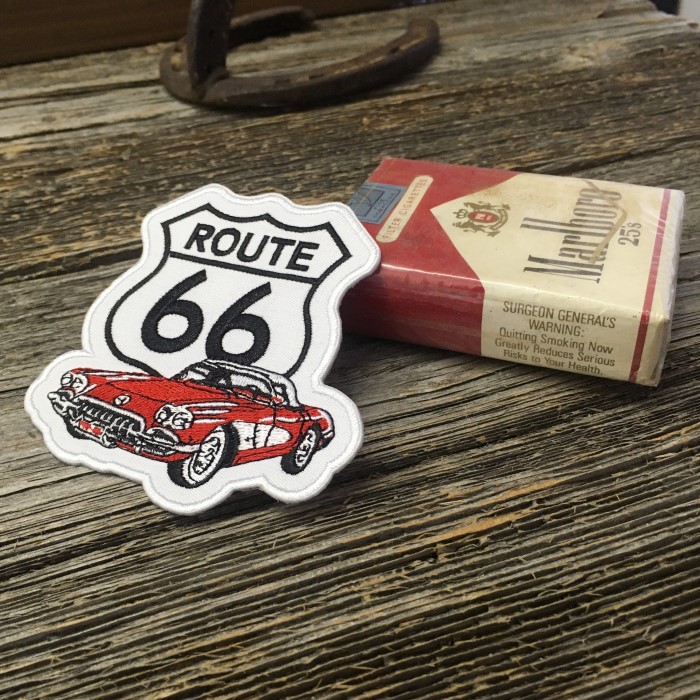 ROUTE
66
FILTER CIGARETTES
Marlboro
25's
SURGEON GENERAL'S
WARNING:
Quitting Smoking Now
Greatly Reduces Serious
Risks to Your Health.